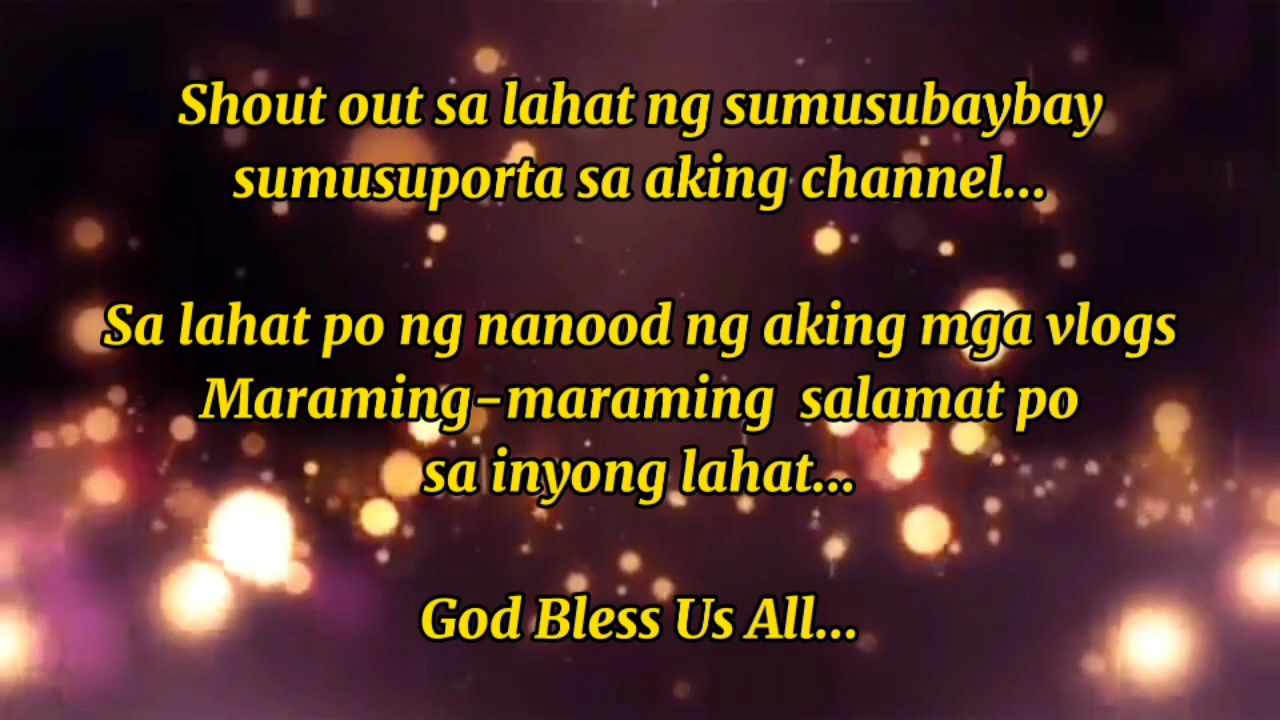 Shout out sa lahat ng sumusubaybay
sumusuporta sa aking channel...
Sa lahat po ng nanood ng aking mga vlogs
Maraming-maraming salamat po
sa inyong lahat...
God Bless Us All...